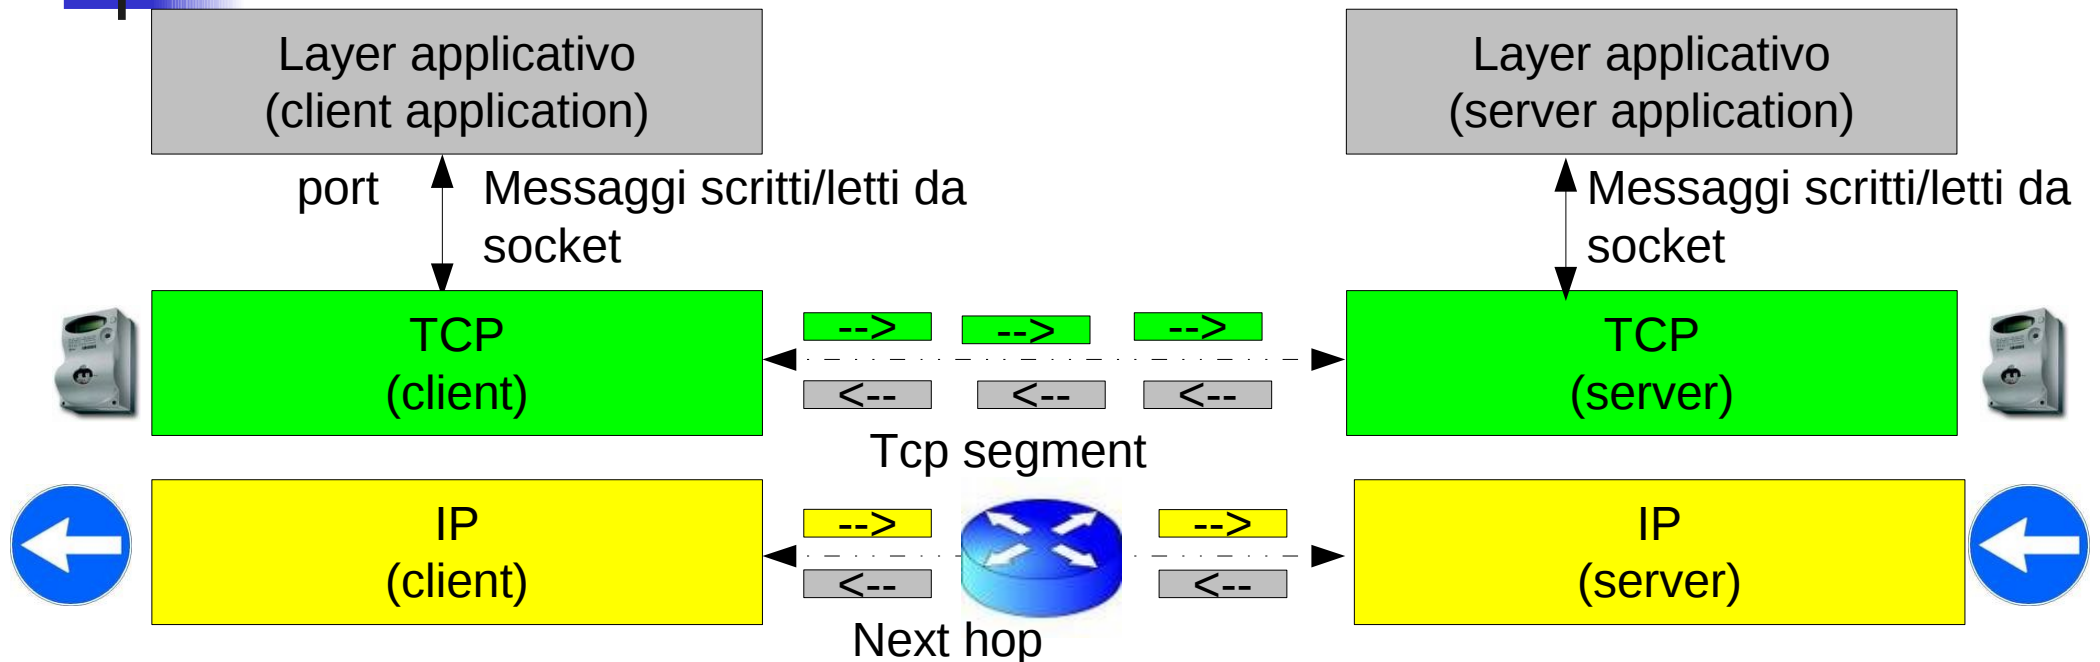 Layer applicativo
(client application)
Layer applicativo
(server application)
port
Messaggi scritti/letti da
socket
Messaggi scritti/letti da
socket
TCP
(client)
-->
-->
-->
<--
<--
<--
Tcp segment
TCP
(server)
IP
(client)
-->
-->
<--
<--
Next hop
IP
(server)